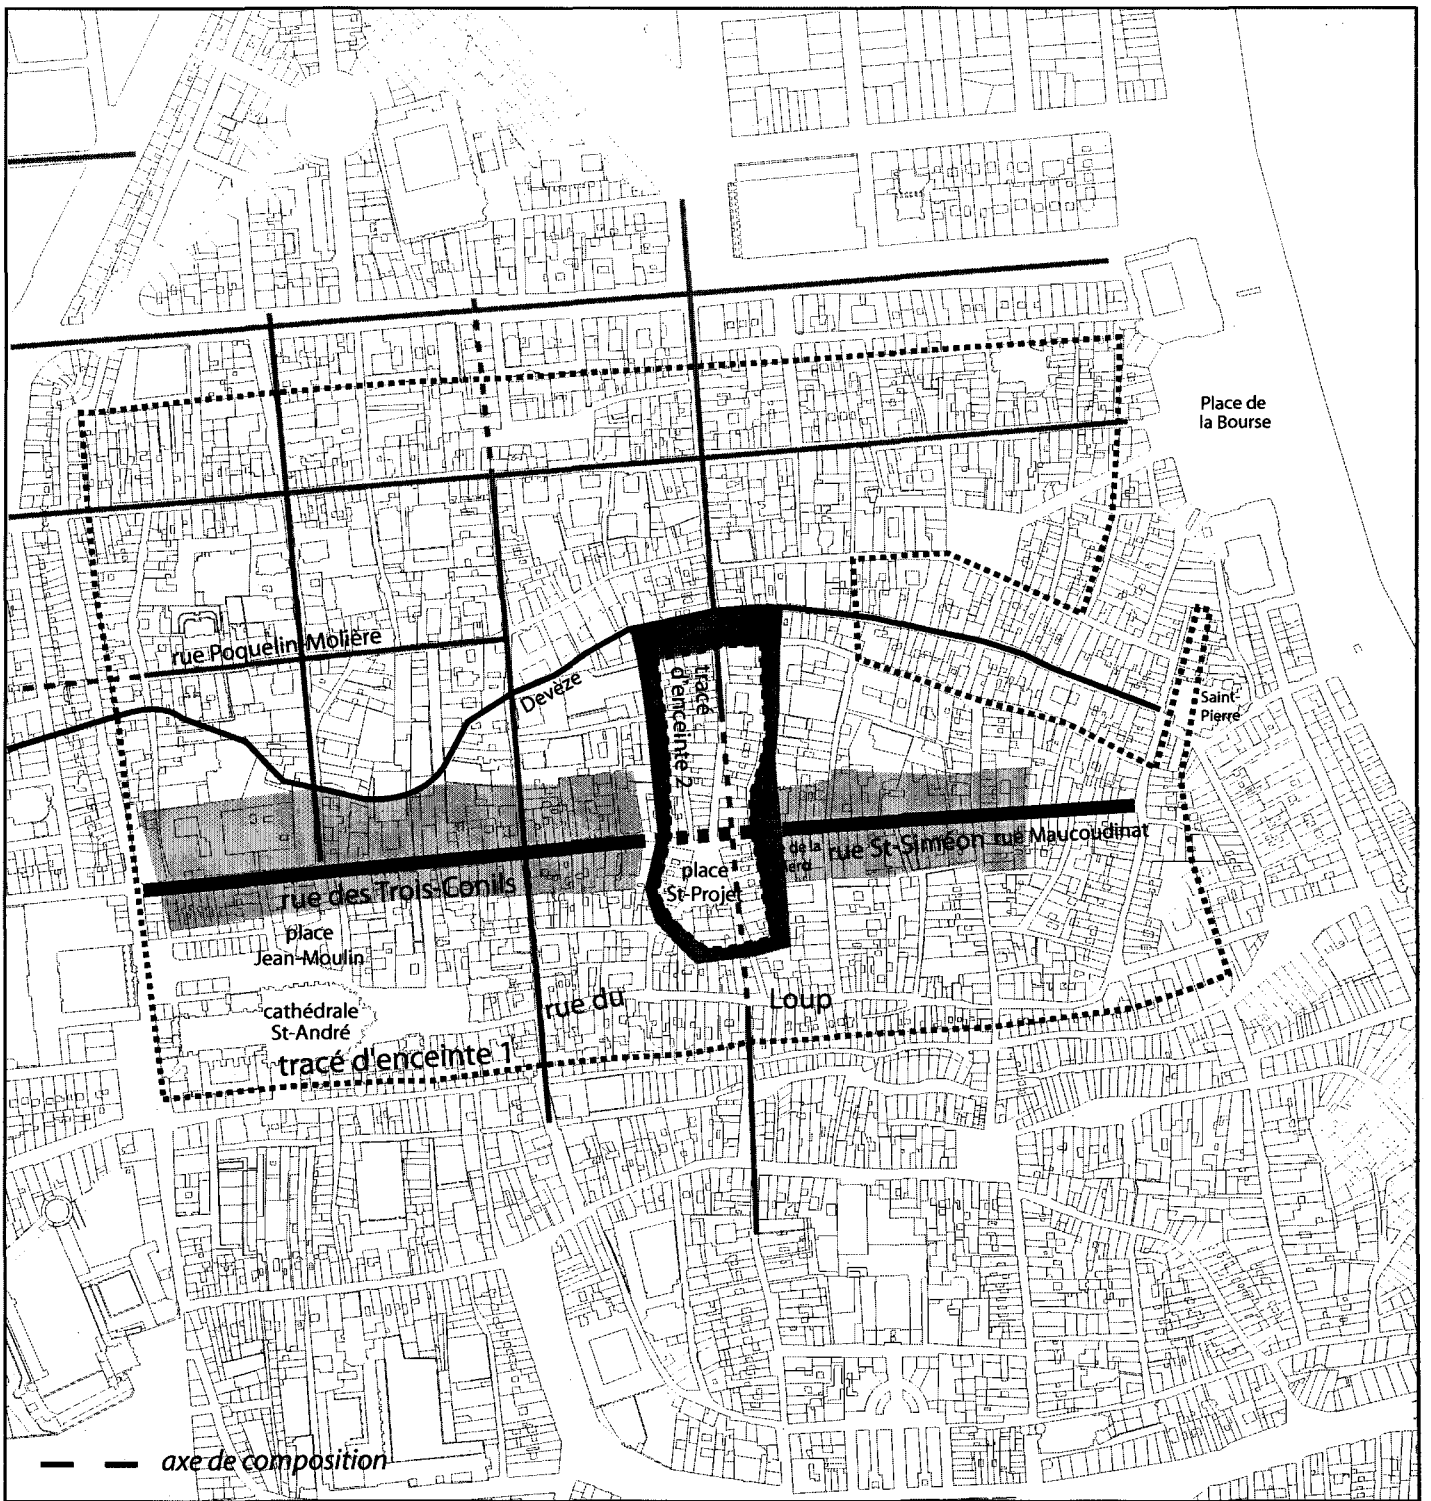 Place de
la Bourse
rue Poquelin-Molière
Devèze
tracé
d'enceinte 2
Saint-
Pierre
de la
rue St-Siméon rue Maucoudinat
place
St-Projet
rue des Trois-Conils
place
Jean-Moulin
cathédrale
St-André
rue du Loup
tracé d'enceinte 1
axe de composition